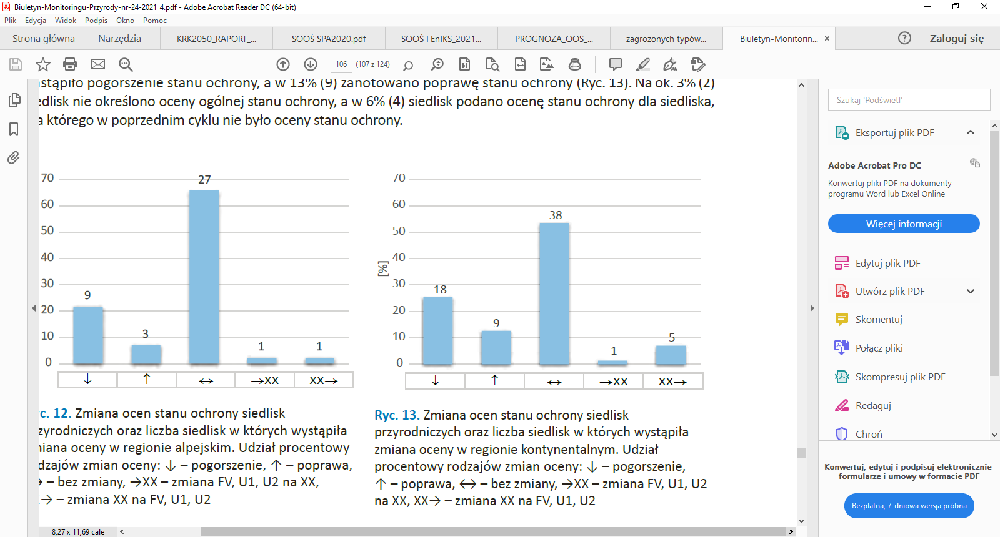 Biuletyn-Monitoringu-Przyrody-nr-24-2021_4.pdf - Adobe Acrobat Reader DC (64-bit)
Plik Edycja Widok Podpis Okno Pomoc
Strona główna Narzędzia KRK2050_RAPORT_... SOOŚ SPA2020.pdf SOOŚ FEnIKS_2021... PROGNOZA_OOS_... zagrozonych typów... Biuletyn-Monitorin... × ? Zaloguj się
106 (107 z 124)
stąpiło pogorszenie stanu ochrony, a w 13% (9) zanotowano poprawę stanu ochrony (Ryc. 13). Na ok. 3% (2)
edlisk nie określono oceny ogólnej stanu ochrony, a w 6% (4) siedlisk podano ocenę stanu ochrony dla siedliska,
a którego w poprzednim cyklu nie było oceny stanu ochrony.
70
60
50
40
30
20
10
0
9
3
27
1
1
↓ ↑ ↔ →XX XX→
c. 12. Zmiana ocen stanu ochrony siedlisk
zyrodniczych oraz liczba siedlisk w których wystąpiła
niana oceny w regionie alpejskim. Udział procentowy
dzajów zmian oceny: ↓ – pogorszenie, ↑ – poprawa,
→ – bez zmiany, →XX – zmiana FV, U1, U2 na XX,
→ – zmiana XX na FV, U1, U2
[%]
70
60
50
40
30
20
10
0
18
9
38
1
5
↓ ↑ ↔ →XX XX→
Ryc. 13. Zmiana ocen stanu ochrony siedlisk
przyrodniczych oraz liczba siedlisk w których wystąpiła
zmiana oceny w regionie kontynentalnym. Udział
procentowy rodzajów zmian oceny: ↓ – pogorszenie,
↑ – poprawa, ↔ – bez zmiany, →XX – zmiana FV, U1, U2
na XX, XX→ – zmiana XX na FV, U1, U2
8,27 x 11,69 cale
Szukaj 'Podświetl'
Eksportuj plik PDF
Adobe Acrobat Pro DC
Konwertuj pliki PDF na dokumenty
programu Word lub Excel Online
Więcej informacji
Edytuj plik PDF
Utwórz plik PDF
Skomentuj
Połącz pliki
Skompresuj plik PDF
Redaguj
Chroń
Konwertuj, edytuj i podpisuj elektronicznie
formularze i umowy w formacie PDF
Bezpłatna, 7-dniowa wersja próbna